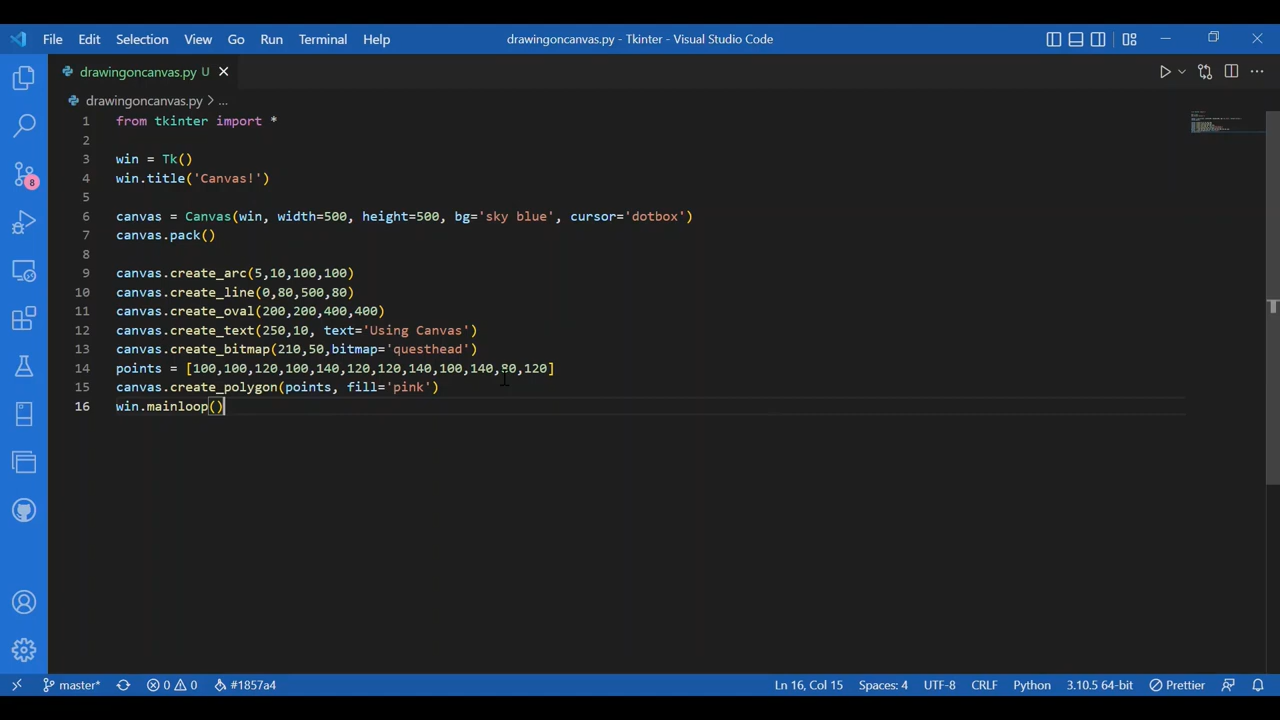 File Edit Selection View Go Run Terminal Help drawingoncanvas.py - Tkinter - Visual Studio Code
drawingoncanvas.py U
drawingoncanvas.py > ...
1 from tkinter import *
2
3 win = Tk()
4 win.title('Canvas!')
5
6 canvas = Canvas(win, width=500, height=500, bg='sky blue', cursor='dotbox')
7 canvas.pack()
8
9 canvas.create_arc(5,10,100,100)
10 canvas.create_line(0,80,500,80)
11 canvas.create_oval(200,200,400,400)
12 canvas.create_text(250,10, text='Using Canvas')
13 canvas.create_bitmap(210,50,bitmap='questhead')
14 points = [100,100,120,100,140,120,120,140,100,140,80,120]
15 canvas.create_polygon(points, fill='pink')
16 win.mainloop()
8
master* 0 0 #1857a4 Ln 16, Col 15 Spaces: 4 UTF-8 CRLF Python 3.10.5 64-bit Prettier